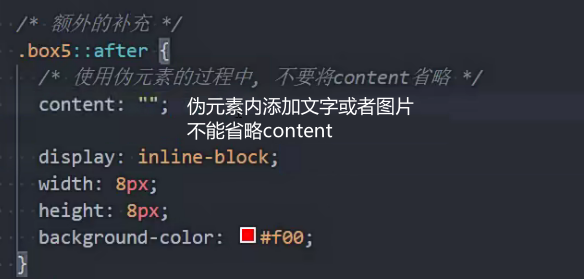 /* 额外的补充 */
.box5::after {
/* 使用伪元素的过程中, 不要将content省略 */
content: ""; 伪元素内添加文字或者图片
不能省略content
display: inline-block;
width: 8px;
height: 8px;
background-color: #f00;
}